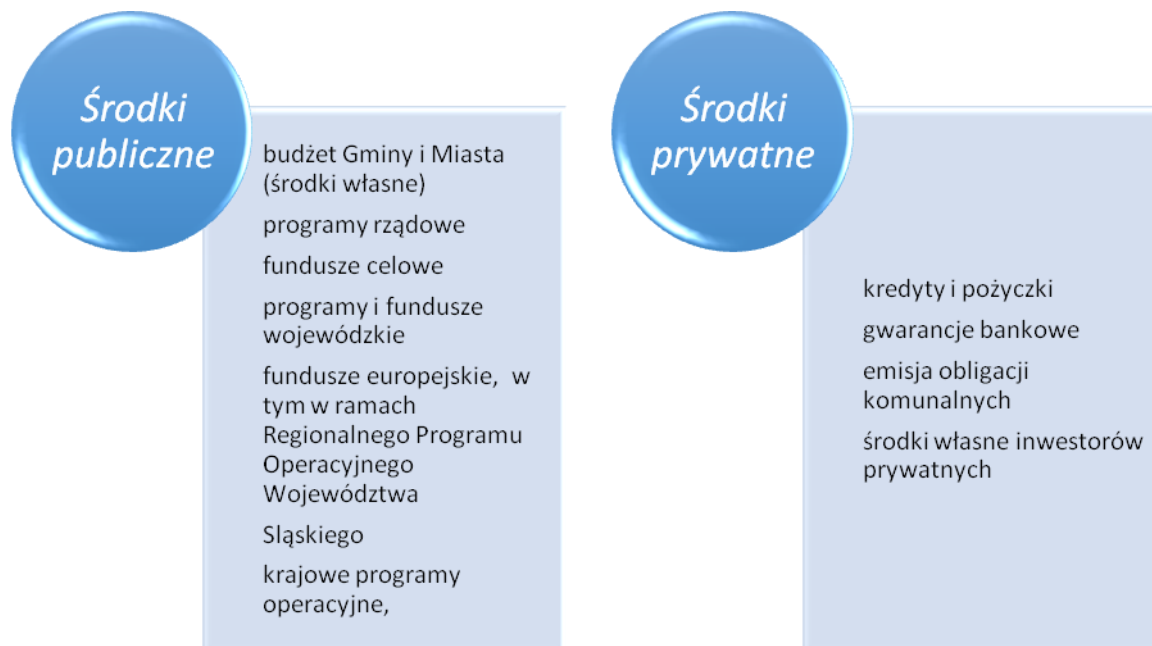 Środki
publiczne
budżet Gminy i Miasta
(środki własne)
programy rządowe
fundusze celowe
programy i fundusze
wojewódzkie
fundusze europejskie, w
tym w ramach
Regionalnego Programu
Operacyjnego
Województwa
Sląskiego
krajowe programy
operacyjne,
Środki
prywatne
kredyty i pożyczki
gwarancje bankowe
emisja obligacji
komunalnych
środki własne inwestorów
prywatnych